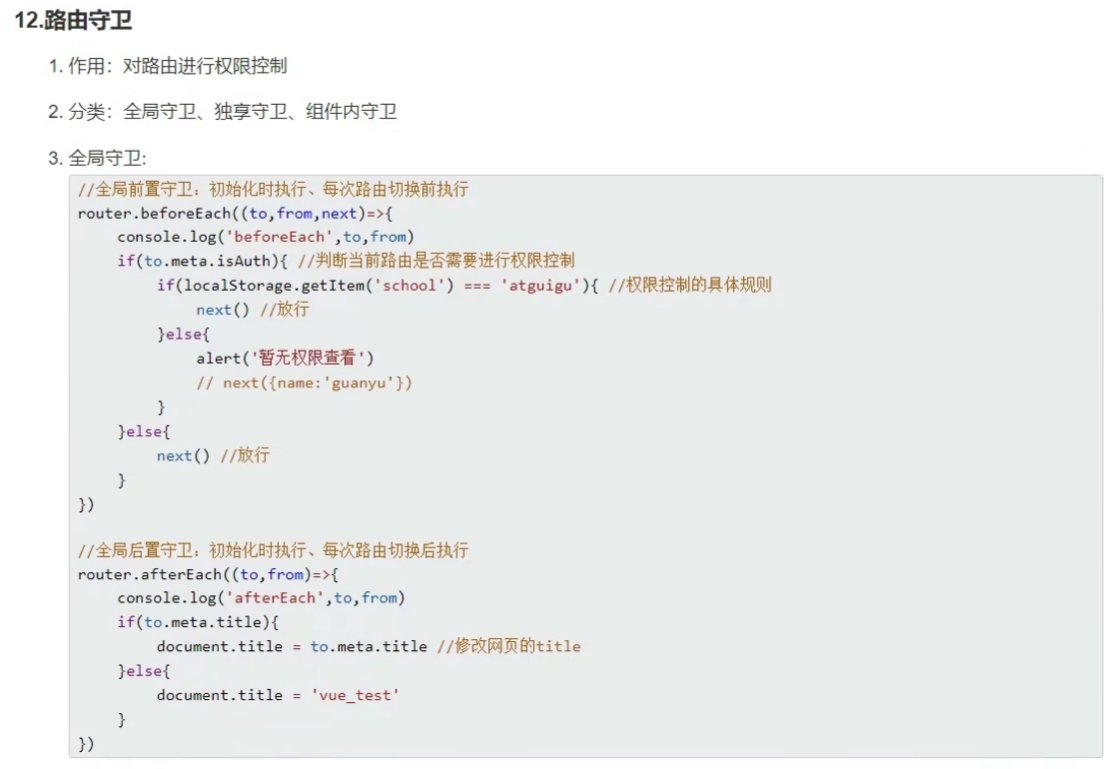 12.路由守卫
1. 作用：对路由进行权限控制
2. 分类：全局守卫、独享守卫、组件内守卫
3. 全局守卫:
//全局前置守卫：初始化时执行、每次路由切换前执行
router.beforeEach((to,from,next)=>{
    console.log('beforeEach',to,from)
    if(to.meta.isAuth){ //判断当前路由是否需要进行权限控制
        if(localStorage.getItem('school') === 'atguigu'){ //权限控制的具体规则
            next() //放行
        }else{
            alert('暂无权限查看')
            // next({name:'guanyu'})
        }
    }else{
        next() //放行
    }
})
//全局后置守卫：初始化时执行、每次路由切换后执行
router.afterEach((to,from)=>{
    console.log('afterEach',to,from)
    if(to.meta.title){
        document.title = to.meta.title //修改网页的title
    }else{
        document.title = 'vue_test'
    }
})